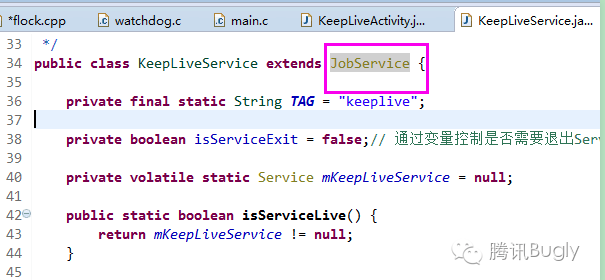 *flock.cpp watchdog.c main.c KeepLiveActivity.j... KeepLiveService.ja...
33 */
34 public class KeepLiveService extends JobService {
35
36 private final static String TAG = "keeplive";
37
38 private boolean isServiceExit = false;// 通过变量控制是否需要退出Serv
39
40 private volatile static Service mKeepLiveService = null;
41
42 public static boolean isServiceLive() {
43 return mKeepLiveService != null;
44 }
45
腾讯Bugly